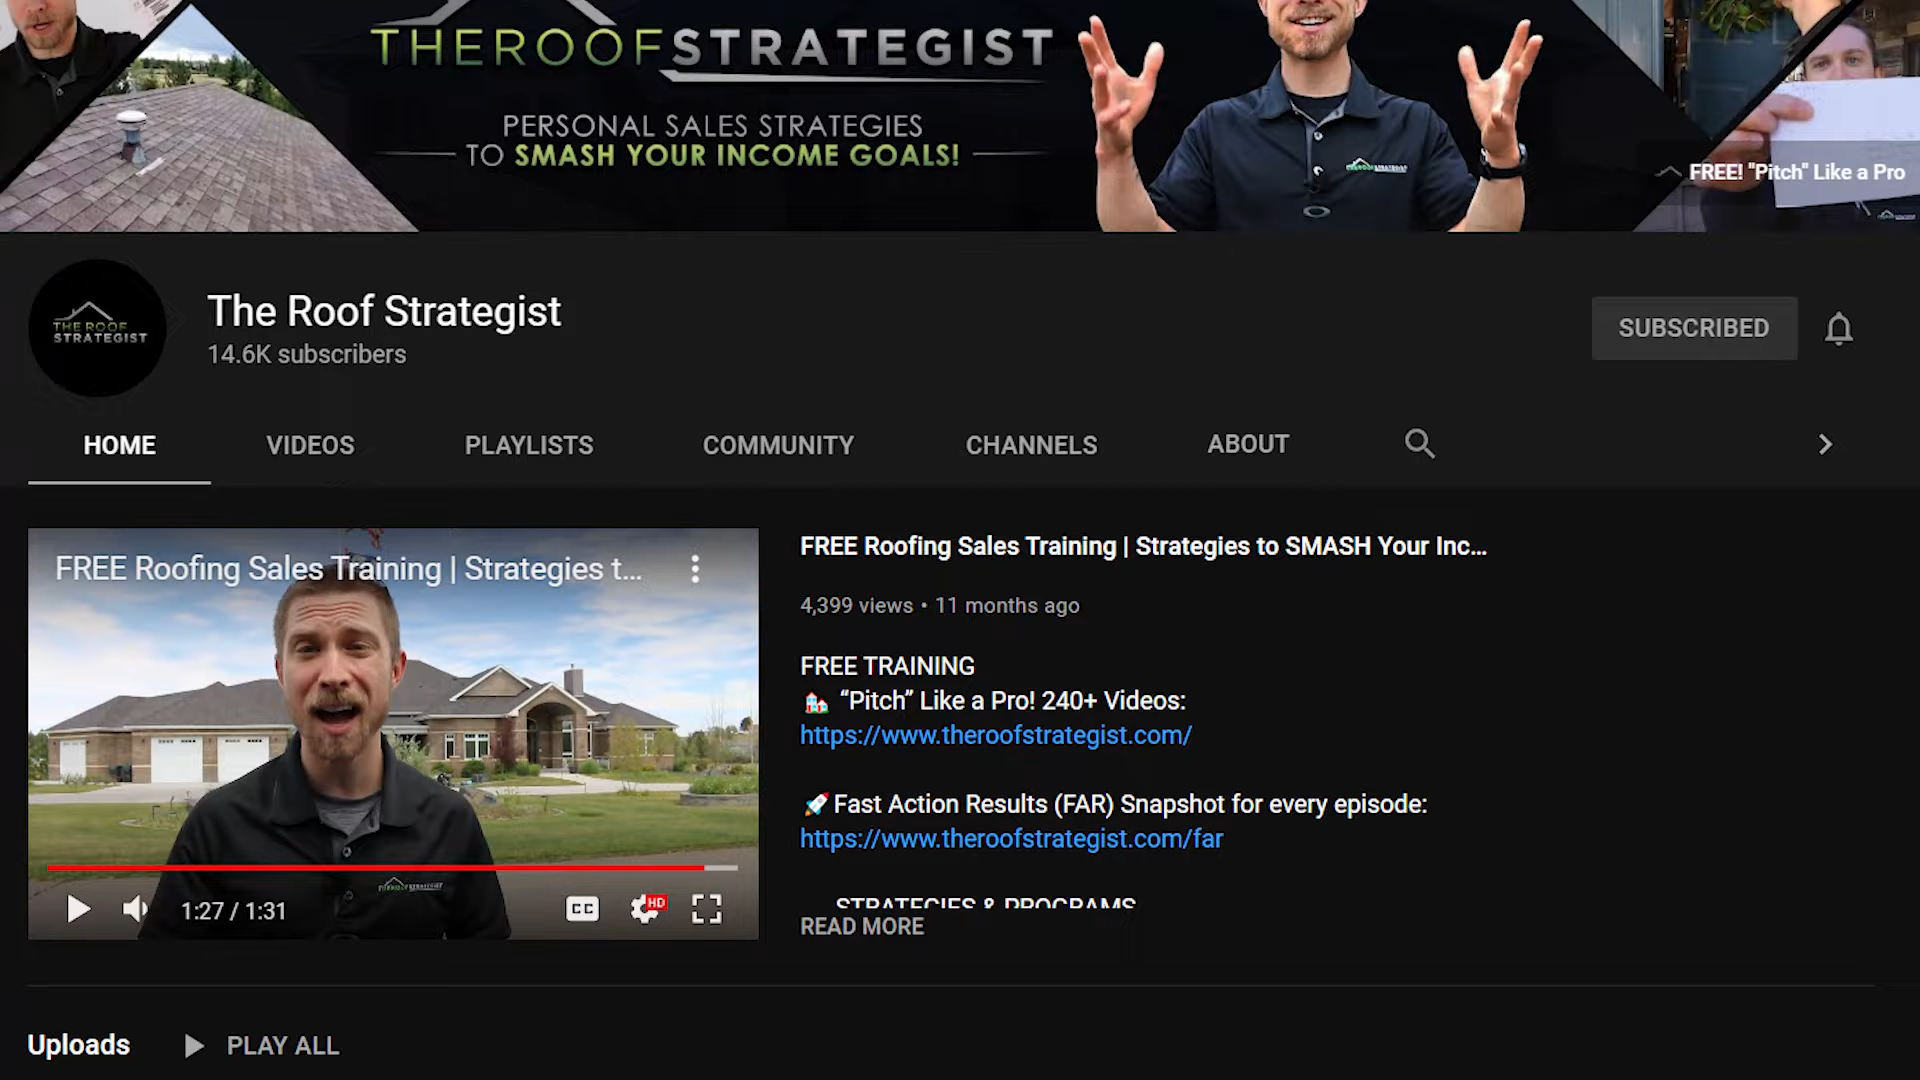 THEROOFSTRATEGIST
PERSONAL SALES STRATEGIES
TO SMASH YOUR INCOME GOALS!
FREE! "Pitch" Like a Pro
THE ROOF
STRATEGIST
The Roof Strategist
14.6K subscribers
SUBSCRIBED
HOME VIDEOS PLAYLISTS COMMUNITY CHANNELS ABOUT
FREE Roofing Sales Training | Strategies t...
1:27 / 1:31
CC
HD
FREE Roofing Sales Training | Strategies to SMASH Your Inc...
4,399 views • 11 months ago
FREE TRAINING
“Pitch” Like a Pro! 240+ Videos:
https://www.theroofstrategist.com/
Fast Action Results (FAR) Snapshot for every episode:
https://www.theroofstrategist.com/far
STRATEGIES & PROGRAMS
READ MORE
Uploads PLAY ALL